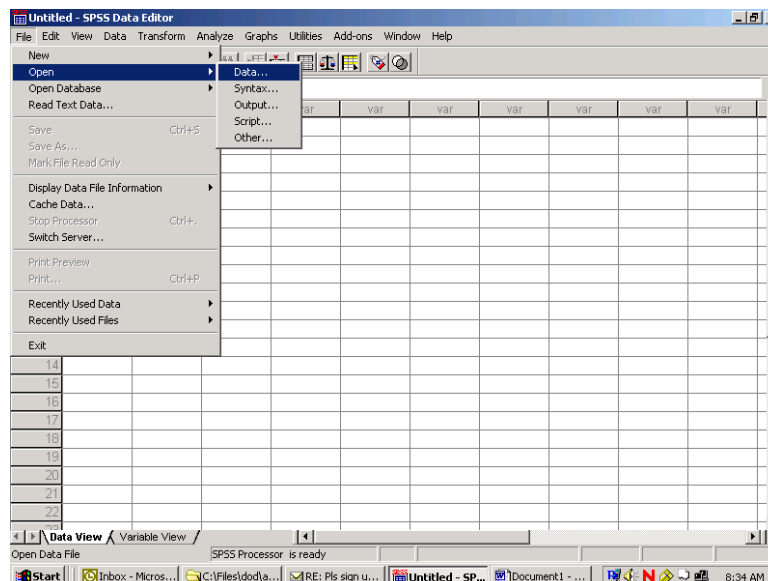 Untitled - SPSS Data Editor
File Edit View Data Transform Analyze Graphs Utilities Add-ons Window Help
New
Open
Open Database
Read Text Data...
Save Ctrl+S
Save As...
Mark File Read Only
Display Data File Information
Cache Data...
Stop Processor Ctrl+.
Switch Server...
Print Preview
Print... Ctrl+P
Recently Used Data
Recently Used Files
Exit
Data...
Syntax...
Output...
Script...
Other...
var var var var var var
14
15
16
17
18
19
20
21
22
Data View Variable View
Open Data File SPSS Processor is ready
Start Inbox - Micros... C:\Files\dod\a... RE: Pls sign u... Untitled - SP... Document1 - ... N 8:34 AM